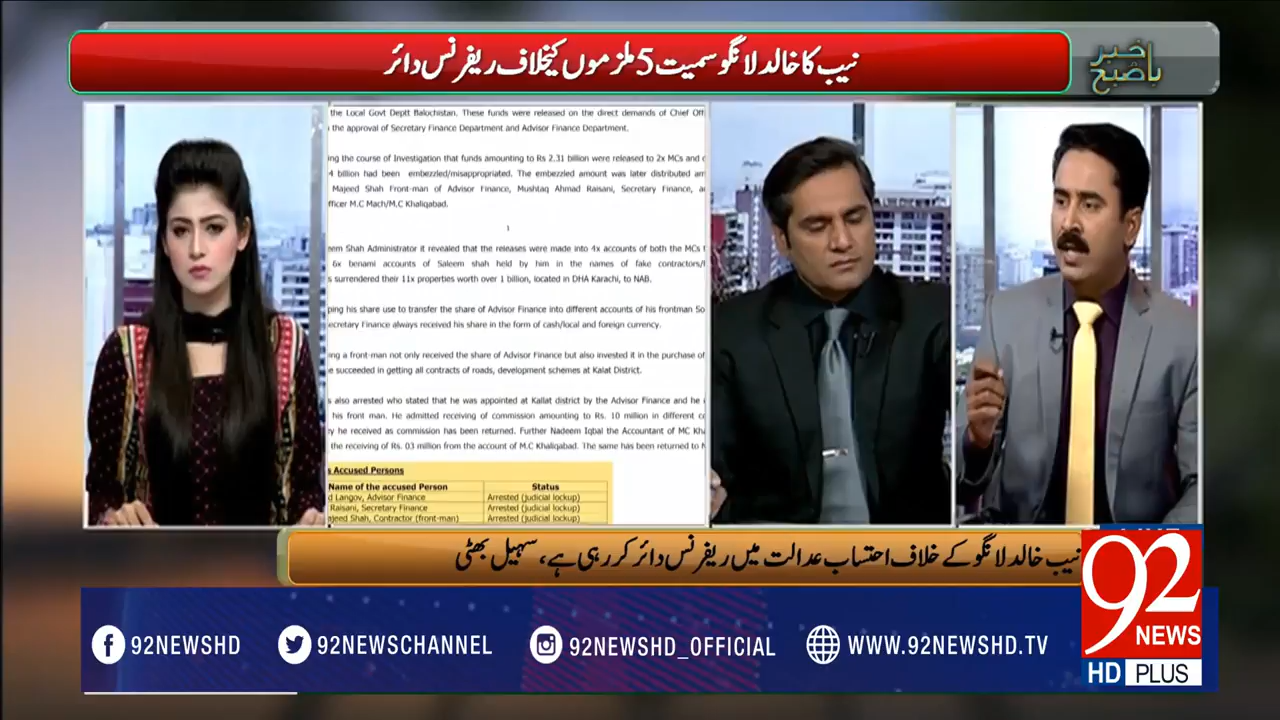 نیب کا خالد لانگو سمیت 5 ملزموں کیخلاف ریفرنس دائر
باخبر صبح
the Local Govt Deptt Balochistan. These funds were released on the direct demands of Chief Off
the approval of Secretary Finance Department and Advisor Finance Department.
ng the course of Investigation that funds amounting to Rs 2.31 billion were released to 2x MCs and
4 billion had been embezzled/misappropriated. The embezzled amount was later distributed am
Majeed Shah Front-man of Advisor Finance, Mushtaq Ahmad Raisani, Secretary Finance, a
fficer M.C Mach/M.C Khaliqabad.
1
eem Shah Administrator it revealed that the releases were made into 4x accounts of both the MCs
6x benami accounts of Saleem shah held by him in the names of fake contractors/
s surrendered their 11x properties worth over 1 billion, located in DHA Karachi, to NAB.
ping his share use to transfer the share of Advisor Finance into different accounts of his frontman So
ecretary Finance always received his share in the form of cash/local and foreign currency.
ng a front-man not only received the share of Advisor Finance but also invested it in the purchase of
e succeeded in getting all contracts of roads, development schemes at Kalat District.
s also arrested who stated that he was appointed at Kallat district by the Advisor Finance and he
his front man. He admitted receiving of commission amounting to Rs. 10 million in different c
y he received as commission has been returned. Further Nadeem Iqbal the Accountant of MC Kh
the receiving of Rs. 03 million from the account of M.C Khaliqabad. The same has been returned to
s Accused Persons
Name of the accused Person Status
d Langov, Advisor Finance Arrested (judicial lockup)
Raisani, Secretary Finance Arrested (judicial lockup)
ajeed Shah, Contractor (front-man) Arrested (judicial lockup)
نیب خالد لانگو کے خلاف احتساب عدالت میں ریفرنس دائر کر رہی ہے، سہیل بھٹی
92 NEWS
HD PLUS
92NEWSHD 92NEWSCHANNEL 92NEWSHD_OFFICIAL WWW.92NEWSHD.TV